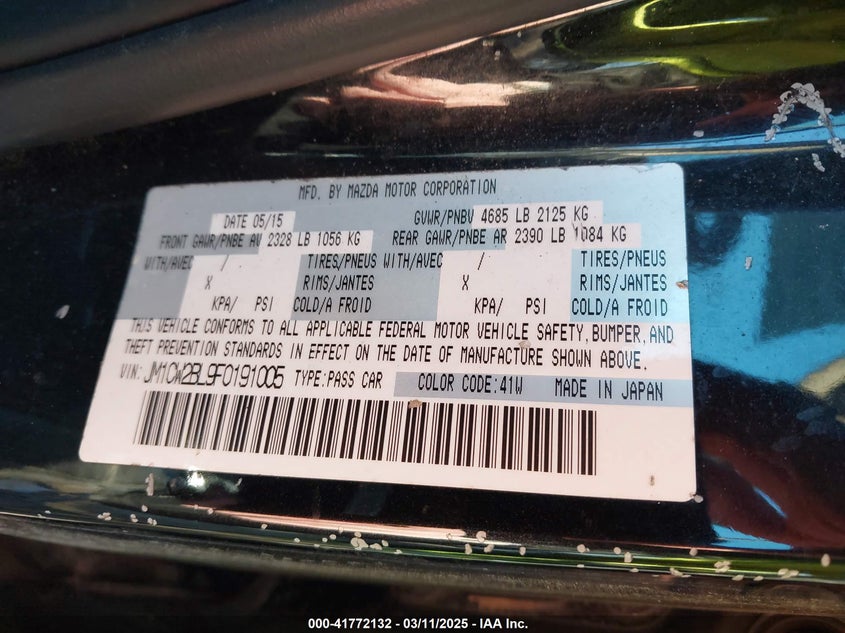 MFD. BY MAZDA MOTOR CORPORATION
DATE 05/15 GVWR/PNBV 4685 LB 2125 KG
FRONT GAWR/PNBE AV 2328 LB 1056 KG REAR GAWR/PNBE AR 2390 LB 1084 KG
WITH/AVEC / TIRES/PNEUS WITH/AVEC / TIRES/PNEUS
X RIMS/JANTES X RIMS/JANTES
KPA/ PSI COLD/A FROID KPA/ PSI COLD/A FROID
THIS VEHICLE CONFORMS TO ALL APPLICABLE FEDERAL MOTOR VEHICLE SAFETY, BUMPER, AND
THEFT PREVENTION STANDARDS IN EFFECT ON THE DATE OF MANUFACTURE SHOWN ABOVE.
VIN: JM1CW2BL9F0191005 TYPE:PASS CAR COLOR CODE:41W MADE IN JAPAN
000-41772132 - 03/11/2025 - IAA Inc.